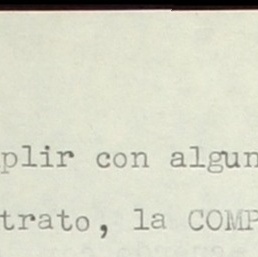 plir con algun
trato, la COMP